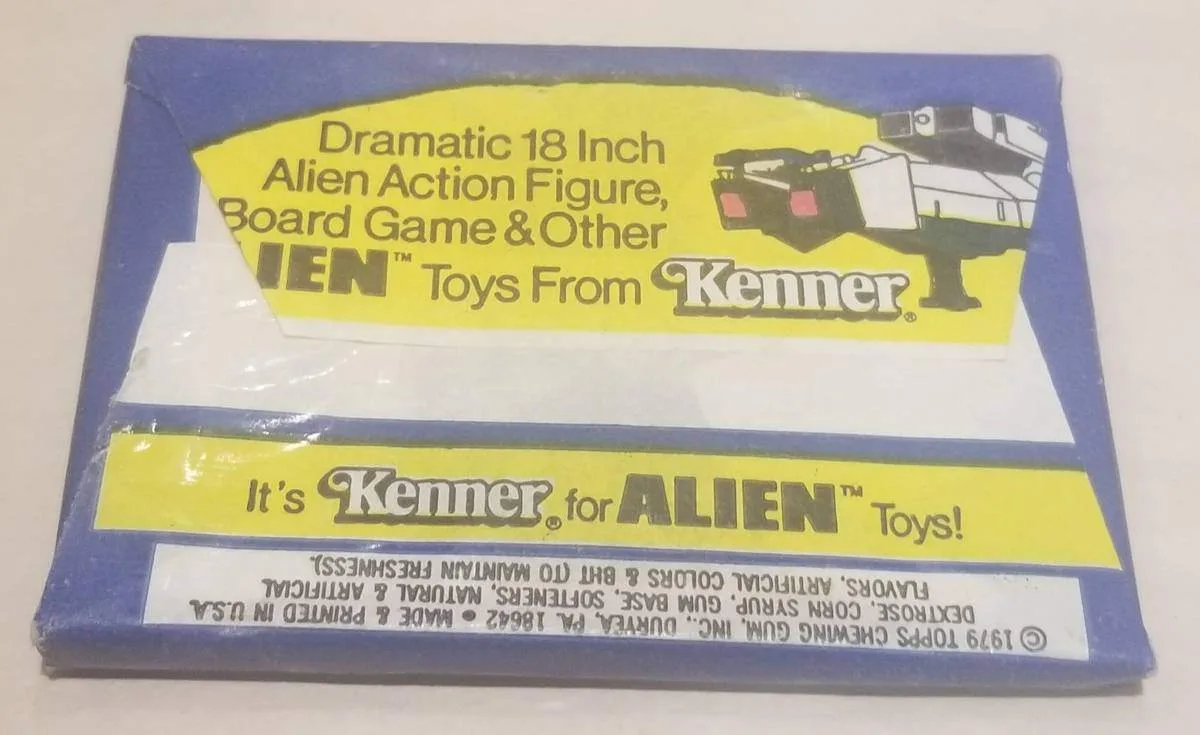 Dramatic 18 Inch
Alien Action Figure,
Board Game & Other
IEN™ Toys From Kenner®
It's Kenner® for ALIEN™ Toys!
© 1979 TOPPS CHEWING GUM, INC., DURYEA, PA. 18642 • MADE & PRINTED IN U.S.A.
DEXTROSE, CORN SYRUP, GUM BASE, SOFTENERS, NATURAL & ARTIFICIAL
FLAVORS, ARTIFICIAL COLORS & BHT (TO MAINTAIN FRESHNESS).